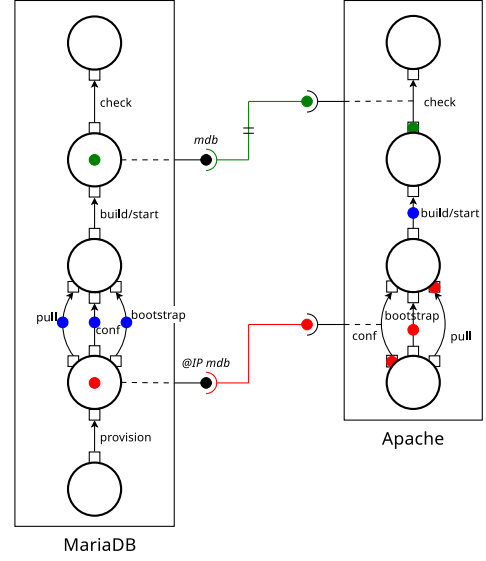 check
check
mdb
build/start
build/start
pull
conf
bootstrap
bootstrap
conf
pull
@IP mdb
provision
Apache
MariaDB